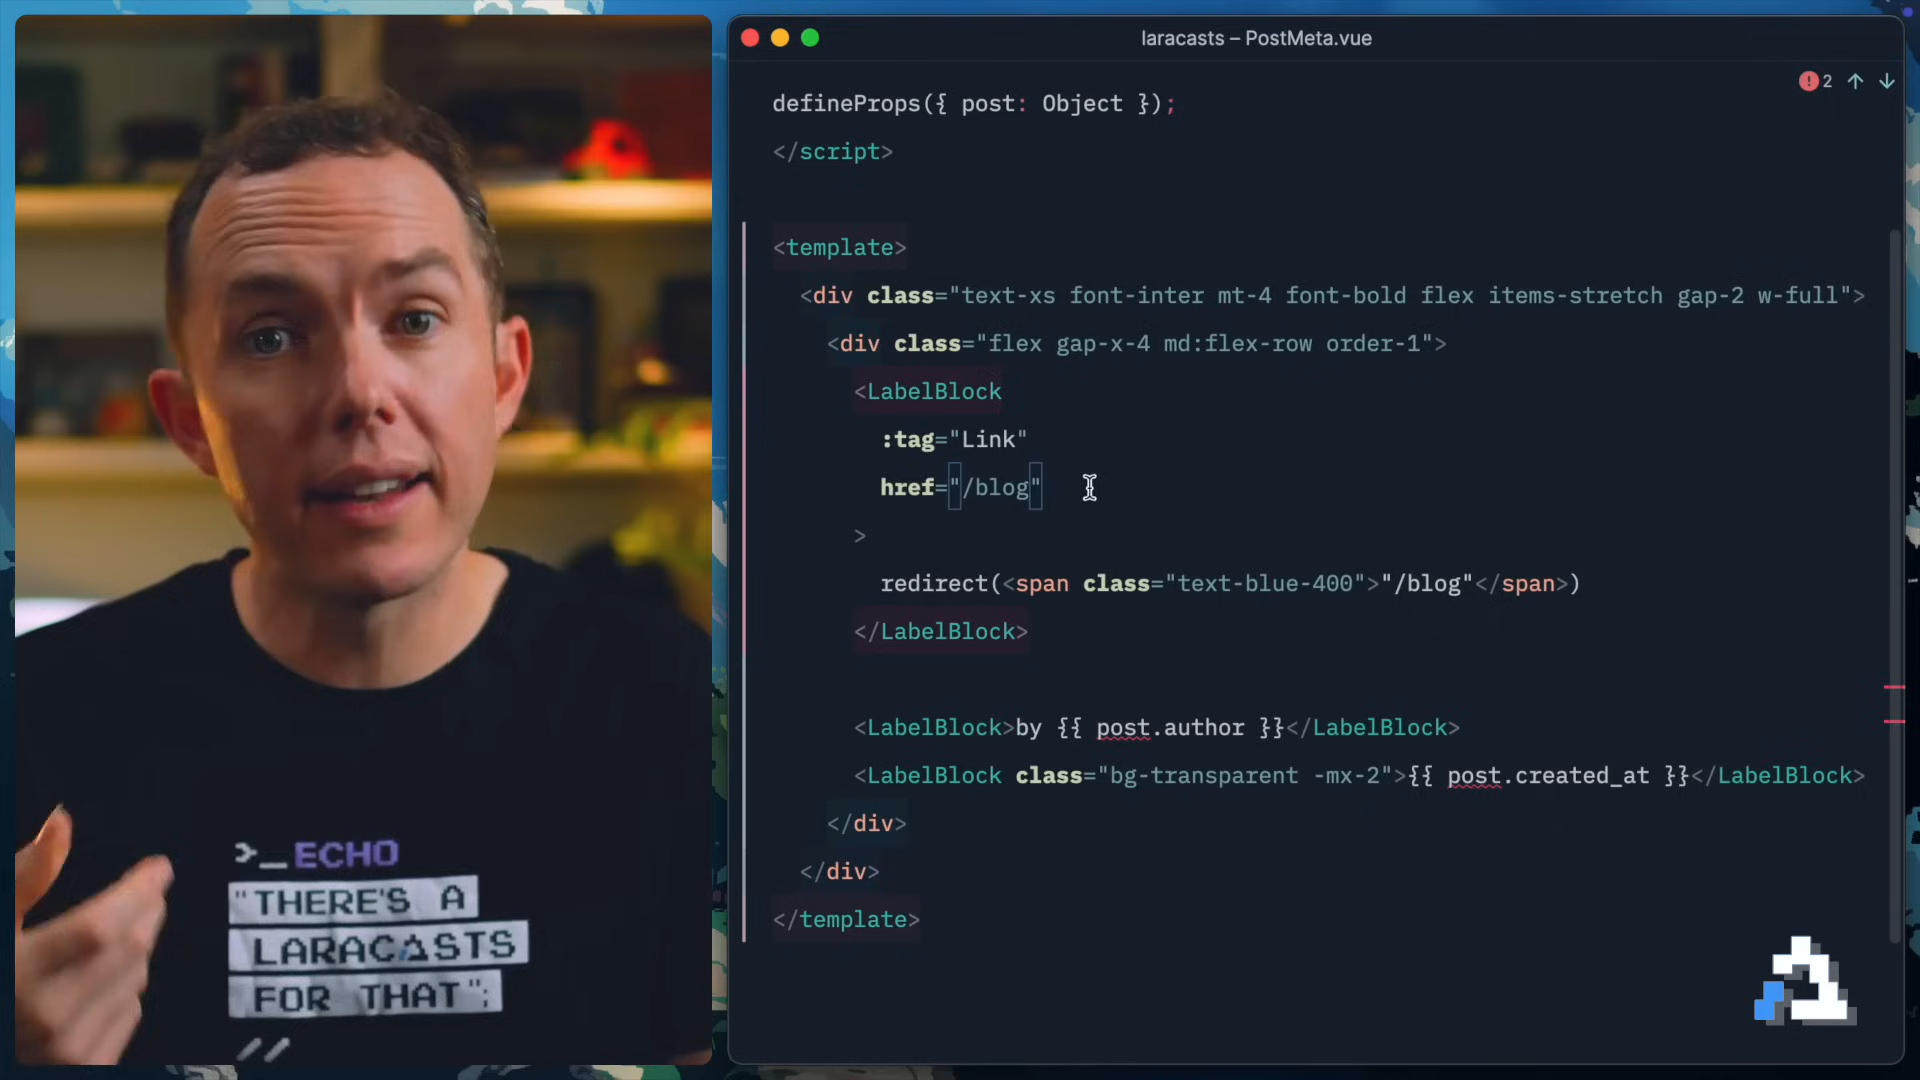 laracasts – PostMeta.vue
2
defineProps({ post: Object });
</script>
<template>
<div class="text-xs font-inter mt-4 font-bold flex items-stretch gap-2 w-full">
<div class="flex gap-x-4 md:flex-row order-1">
<LabelBlock
:tag="Link"
href="/blog"
>
redirect(<span class="text-blue-400">"/blog"</span>)
</LabelBlock>
<LabelBlock>by {{ post.author }}</LabelBlock>
<LabelBlock class="bg-transparent -mx-2">{{ post.created_at }}</LabelBlock>
</div>
</div>
</template>
>_ECHO
"THERE'S A
LARACASTS
FOR THAT";
//